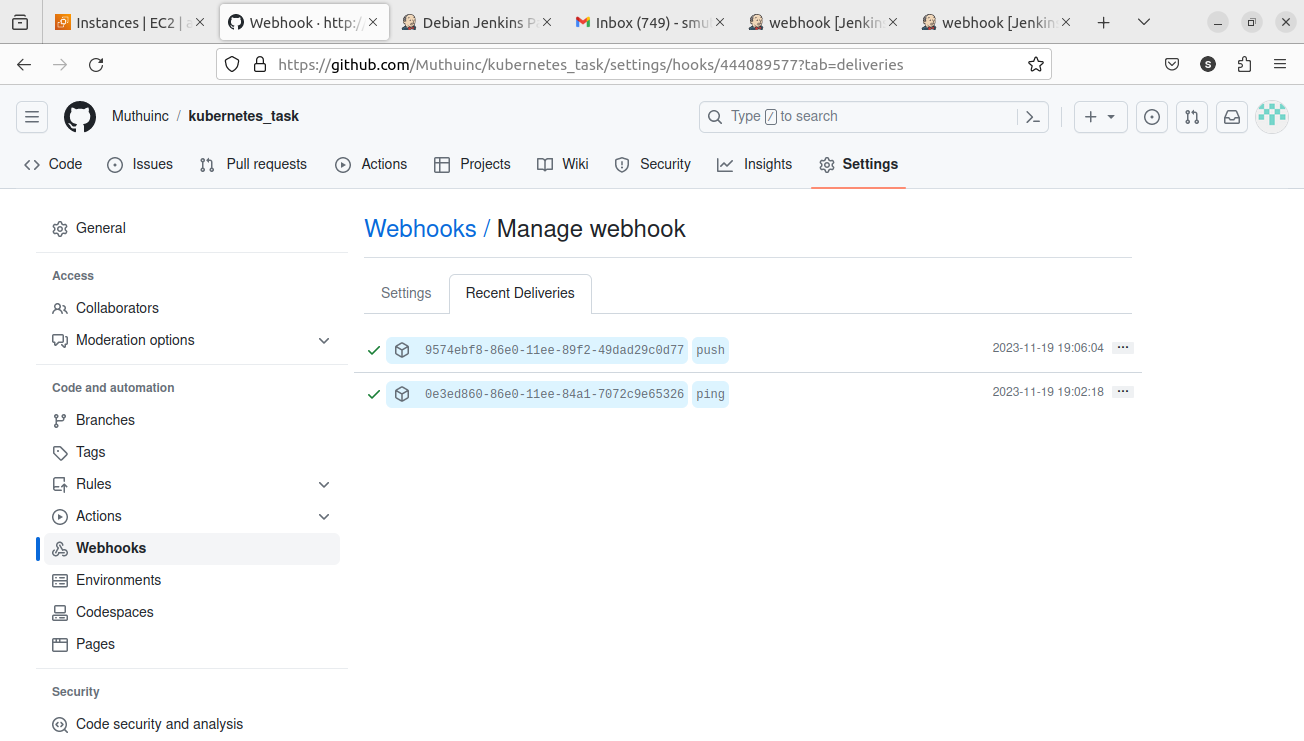 Instances | EC2 | a
Webhook · http:/
Debian Jenkins P
Inbox (749) - smu
webhook [Jenkin
webhook [Jenkin
https://github.com/Muthuinc/kubernetes_task/settings/hooks/444089577?tab=deliveries
S
Muthuinc / kubernetes_task
Type / to search
Code
Issues
Pull requests
Actions
Projects
Wiki
Security
Insights
Settings
General
Access
Collaborators
Moderation options
Code and automation
Branches
Tags
Rules
Actions
Webhooks
Environments
Codespaces
Pages
Security
Code security and analysis
Webhooks / Manage webhook
Settings
Recent Deliveries
9574ebf8-86e0-11ee-89f2-49dad29c0d77 push 2023-11-19 19:06:04
0e3ed860-86e0-11ee-84a1-7072c9e65326 ping 2023-11-19 19:02:18